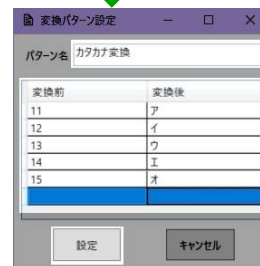 変換パターン設定
パターン名 カタカナ変換
変換前 変換後
11 ア
12 イ
13 ウ
14 エ
15 オ
設定 キャンセル